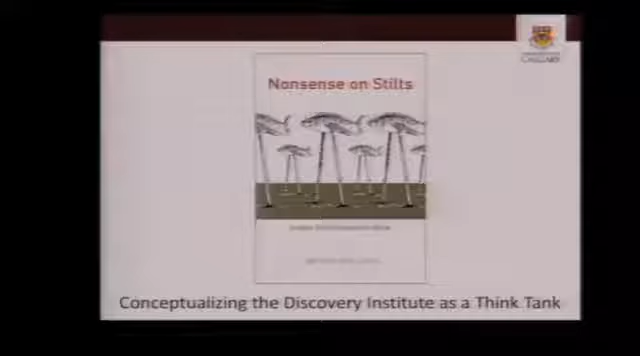 CALGARY
Nonsense on Stilts
Conceptualizing the Discovery Institute as a Think Tank